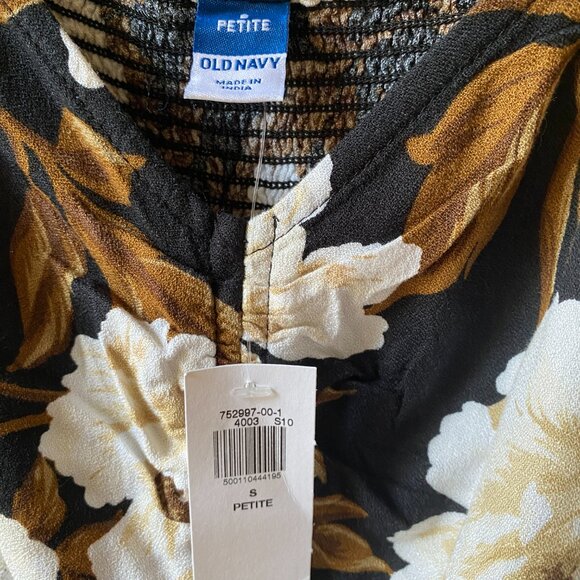 PETITE
OLD NAVY
MADE IN
INDIA
752997-00-1
4003 S10
500110444195
S
PETITE